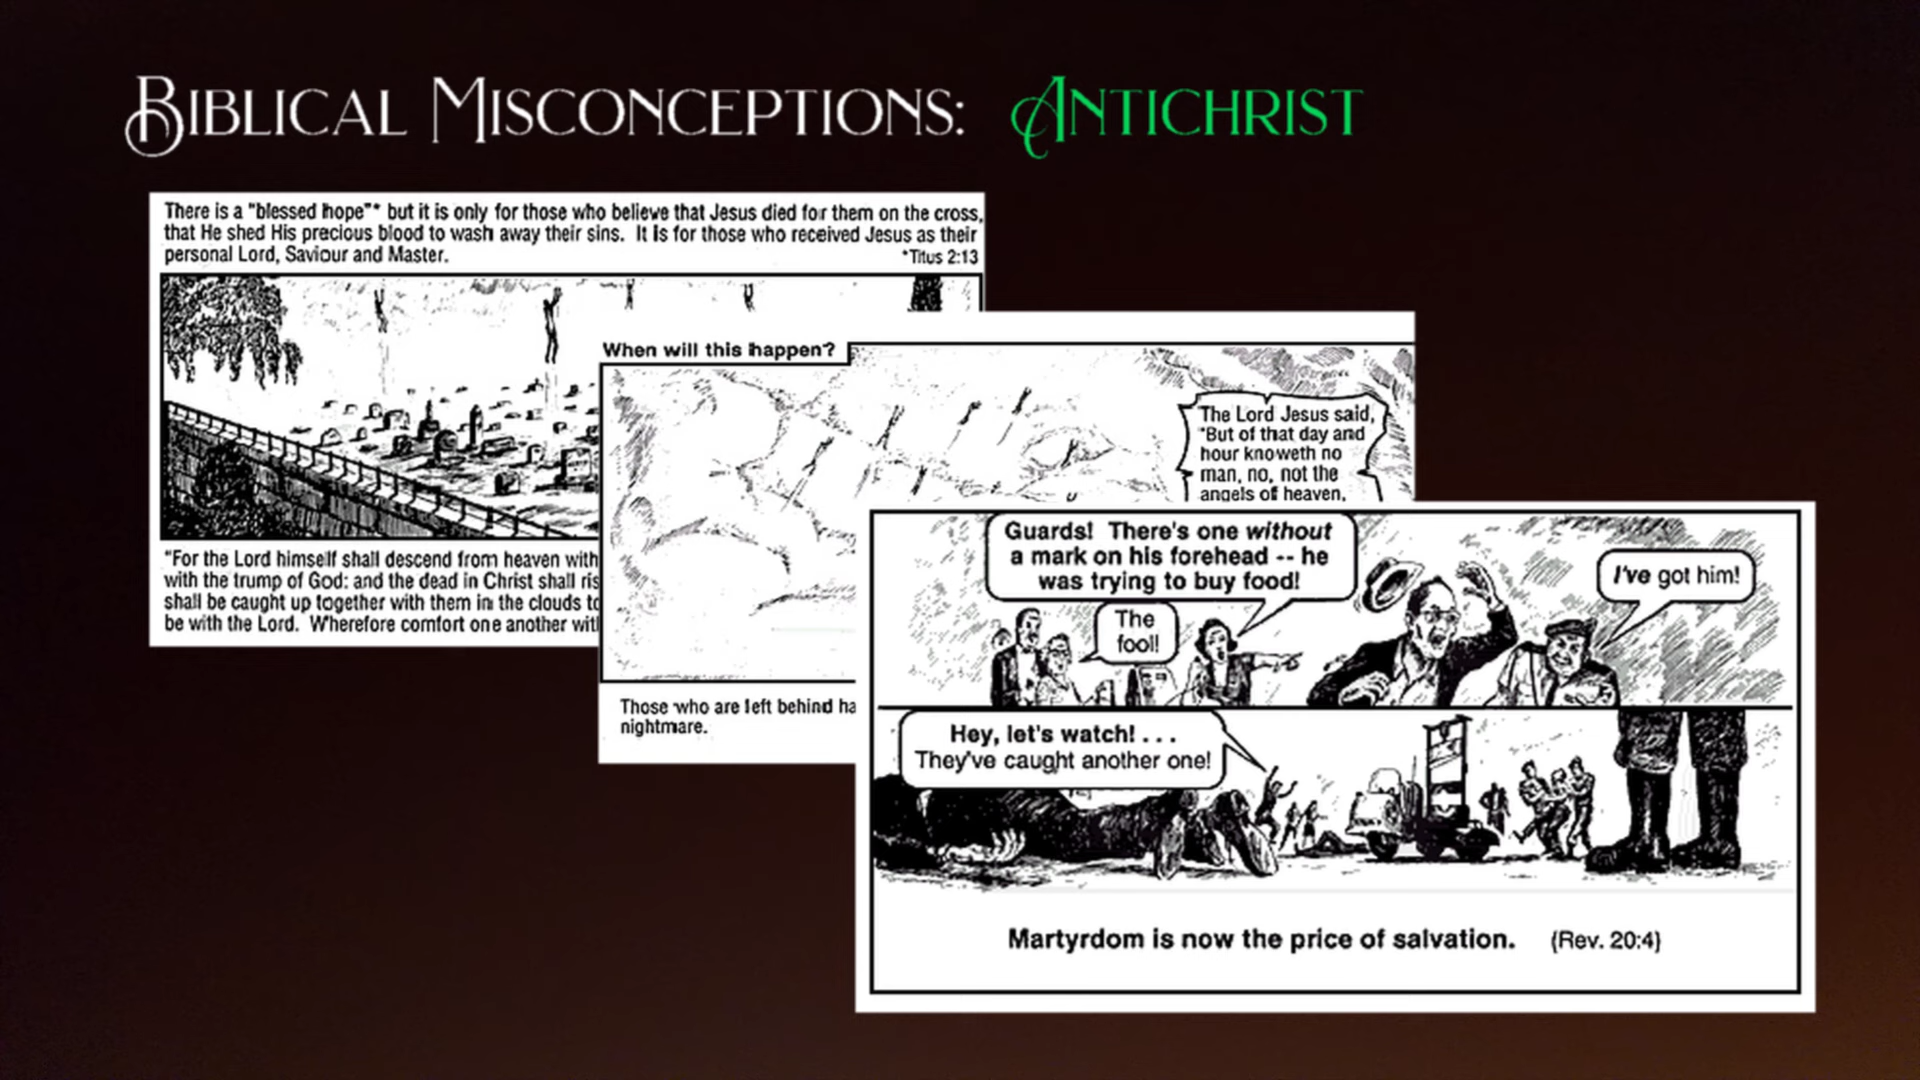 BIBLICAL MISCONCEPTIONS: ANTICHRIST
There is a "blessed hope"* but it is only for those who believe that Jesus died for them on the cross,
that He shed His precious blood to wash away their sins. It is for those who received Jesus as their
personal Lord, Saviour and Master. *Titus 2:13
"For the Lord himself shall descend from heaven with
with the trump of God: and the dead in Christ shall ris
shall be caught up together with them in the clouds to
be with the Lord. Wherefore comfort one another with
When will this happen?
The Lord Jesus said,
"But of that day and
hour knoweth no
man, no, not the
angels of heaven,
Those who are left behind ha
nightmare.
Guards! There's one without
a mark on his forehead -- he
was trying to buy food!
The
fool!
I've got him!
Hey, let's watch! . . .
They've caught another one!
Martyrdom is now the price of salvation. (Rev. 20:4)